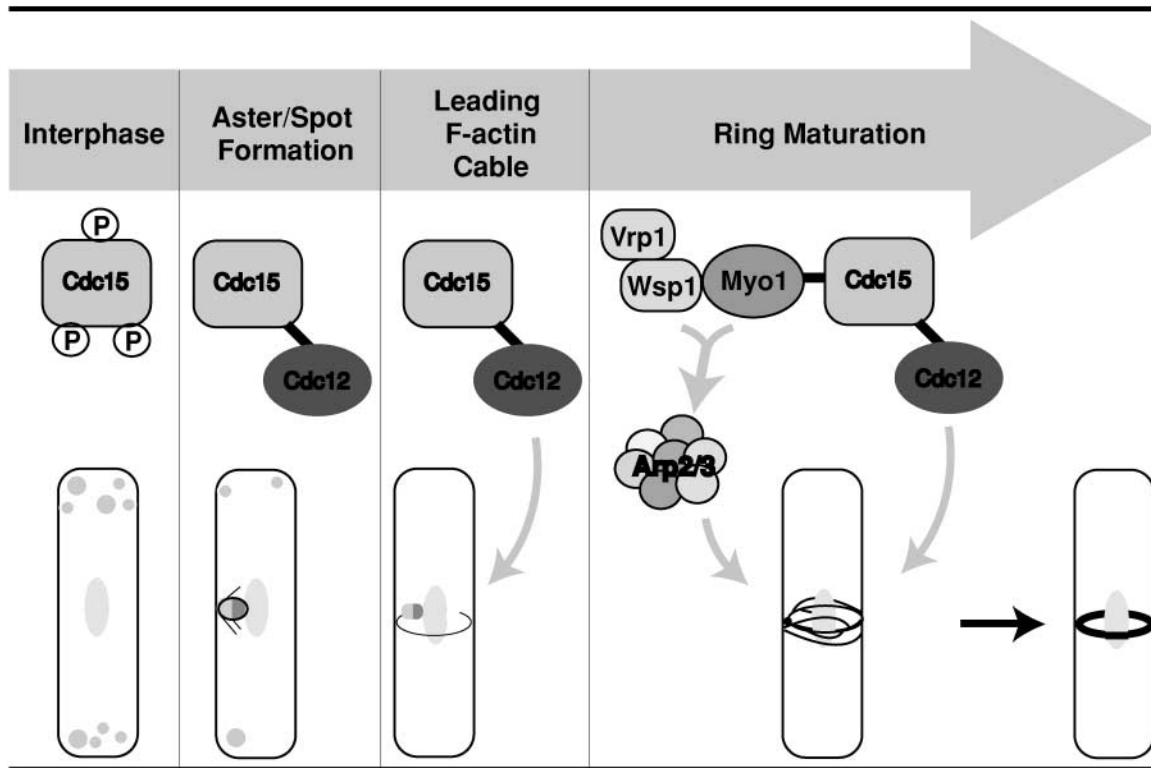 Interphase
Aster/Spot
Formation
Leading
F-actin
Cable
Ring Maturation
P
Cdc15
P
P
Cdc15
Cdc12
Cdc15
Cdc12
Vrp1
Wsp1
Myo1
Cdc15
Cdc12
Arp2/3